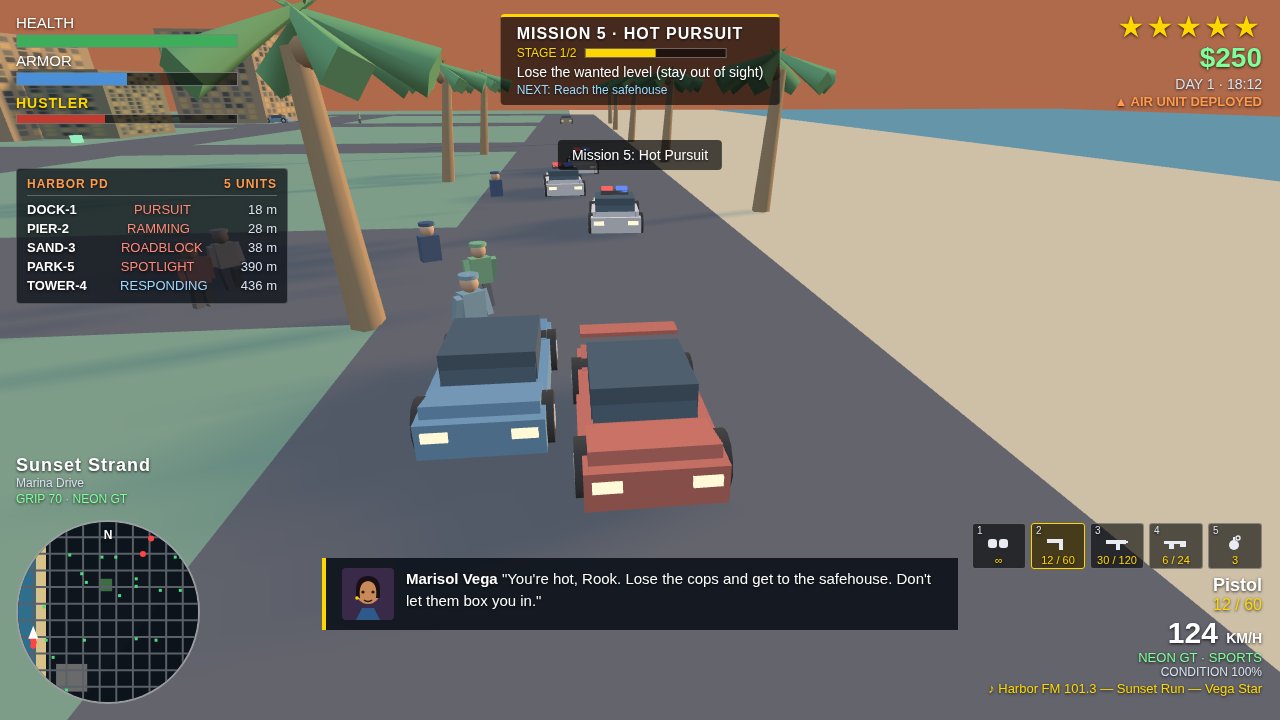 HEALTH
ARMOR
HUSTLER
MISSION 5 · HOT PURSUIT
STAGE 1/2
Lose the wanted level (stay out of sight)
NEXT: Reach the safehouse
Mission 5: Hot Pursuit
★★★★★
$250
DAY 1 · 18:12
▲ AIR UNIT DEPLOYED
HARBOR PD 5 UNITS
DOCK-1 PURSUIT 18 m
PIER-2 RAMMING 28 m
SAND-3 ROADBLOCK 38 m
PARK-5 SPOTLIGHT 390 m
TOWER-4 RESPONDING 436 m
Sunset Strand
Marina Drive
GRIP 70 · NEON GT
N
Marisol Vega "You're hot, Rook. Lose the cops and get to the safehouse. Don't
let them box you in."
1 2 3 4 5
∞ 12 / 60 30 / 120 6 / 24 3
Pistol
12 / 60
124 KM/H
NEON GT · SPORTS
CONDITION 100%
♪ Harbor FM 101.3 — Sunset Run — Vega Star